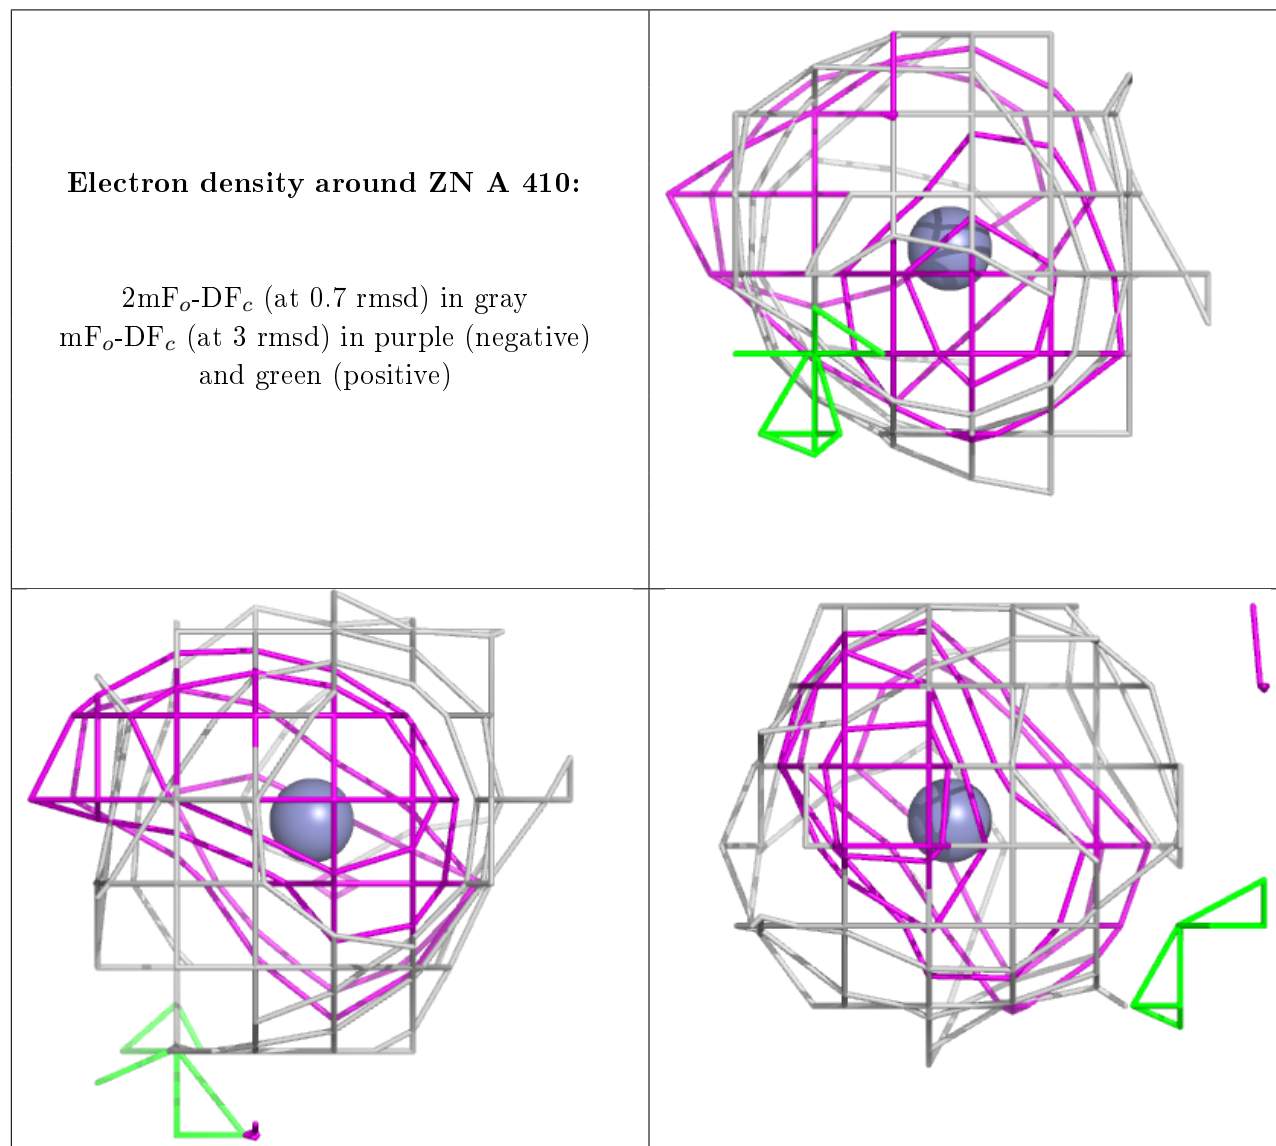 Electron density around ZN A 410:
2mFo-DFc (at 0.7 rmsd) in gray
mFo-DFc (at 3 rmsd) in purple (negative)
and green (positive)